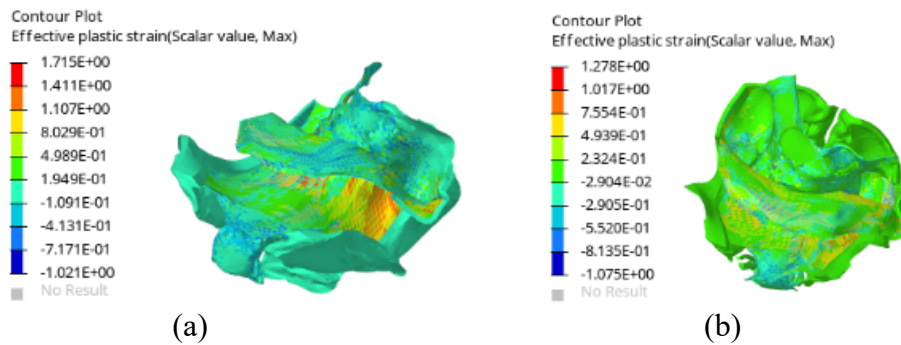 Contour Plot
Effective plastic strain(Scalar value, Max)
1.715E+00
1.411E+00
1.107E+00
8.029E-01
4.989E-01
1.949E-01
-1.091E-01
-4.131E-01
-7.171E-01
-1.021E+00
No Result
(a)
Contour Plot
Effective plastic strain(Scalar value, Max)
1.278E+00
1.017E+00
7.554E-01
4.939E-01
2.324E-01
-2.904E-02
-2.905E-01
-5.520E-01
-8.135E-01
-1.075E+00
No Result
(b)